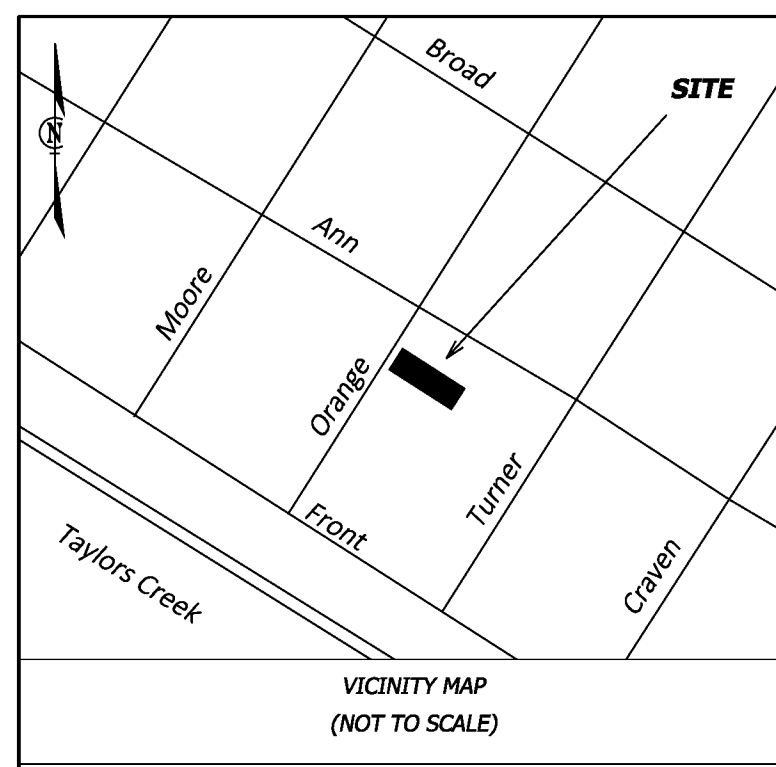 Broad
SITE
N
Ann
Moore
Orange
Turner
Front
Taylors Creek
Craven
VICINITY MAP
(NOT TO SCALE)